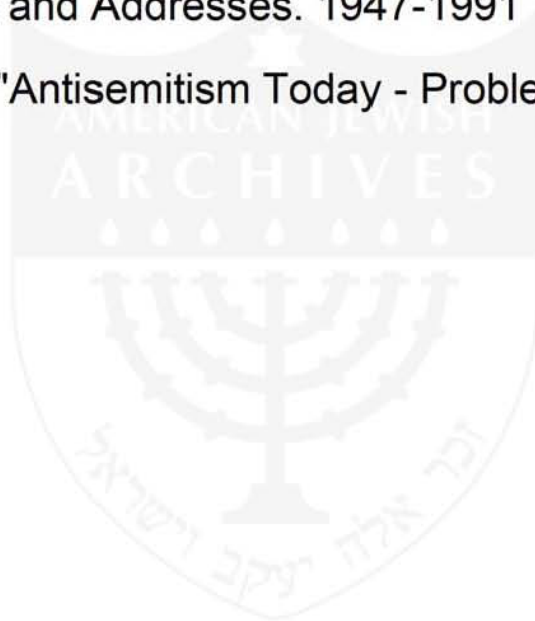 and Addresses. 1947-1991
"Antisemitism Today - Proble
AMERICAN JEWISH
ARCHIVES
זכר אלה יעקב וישראל